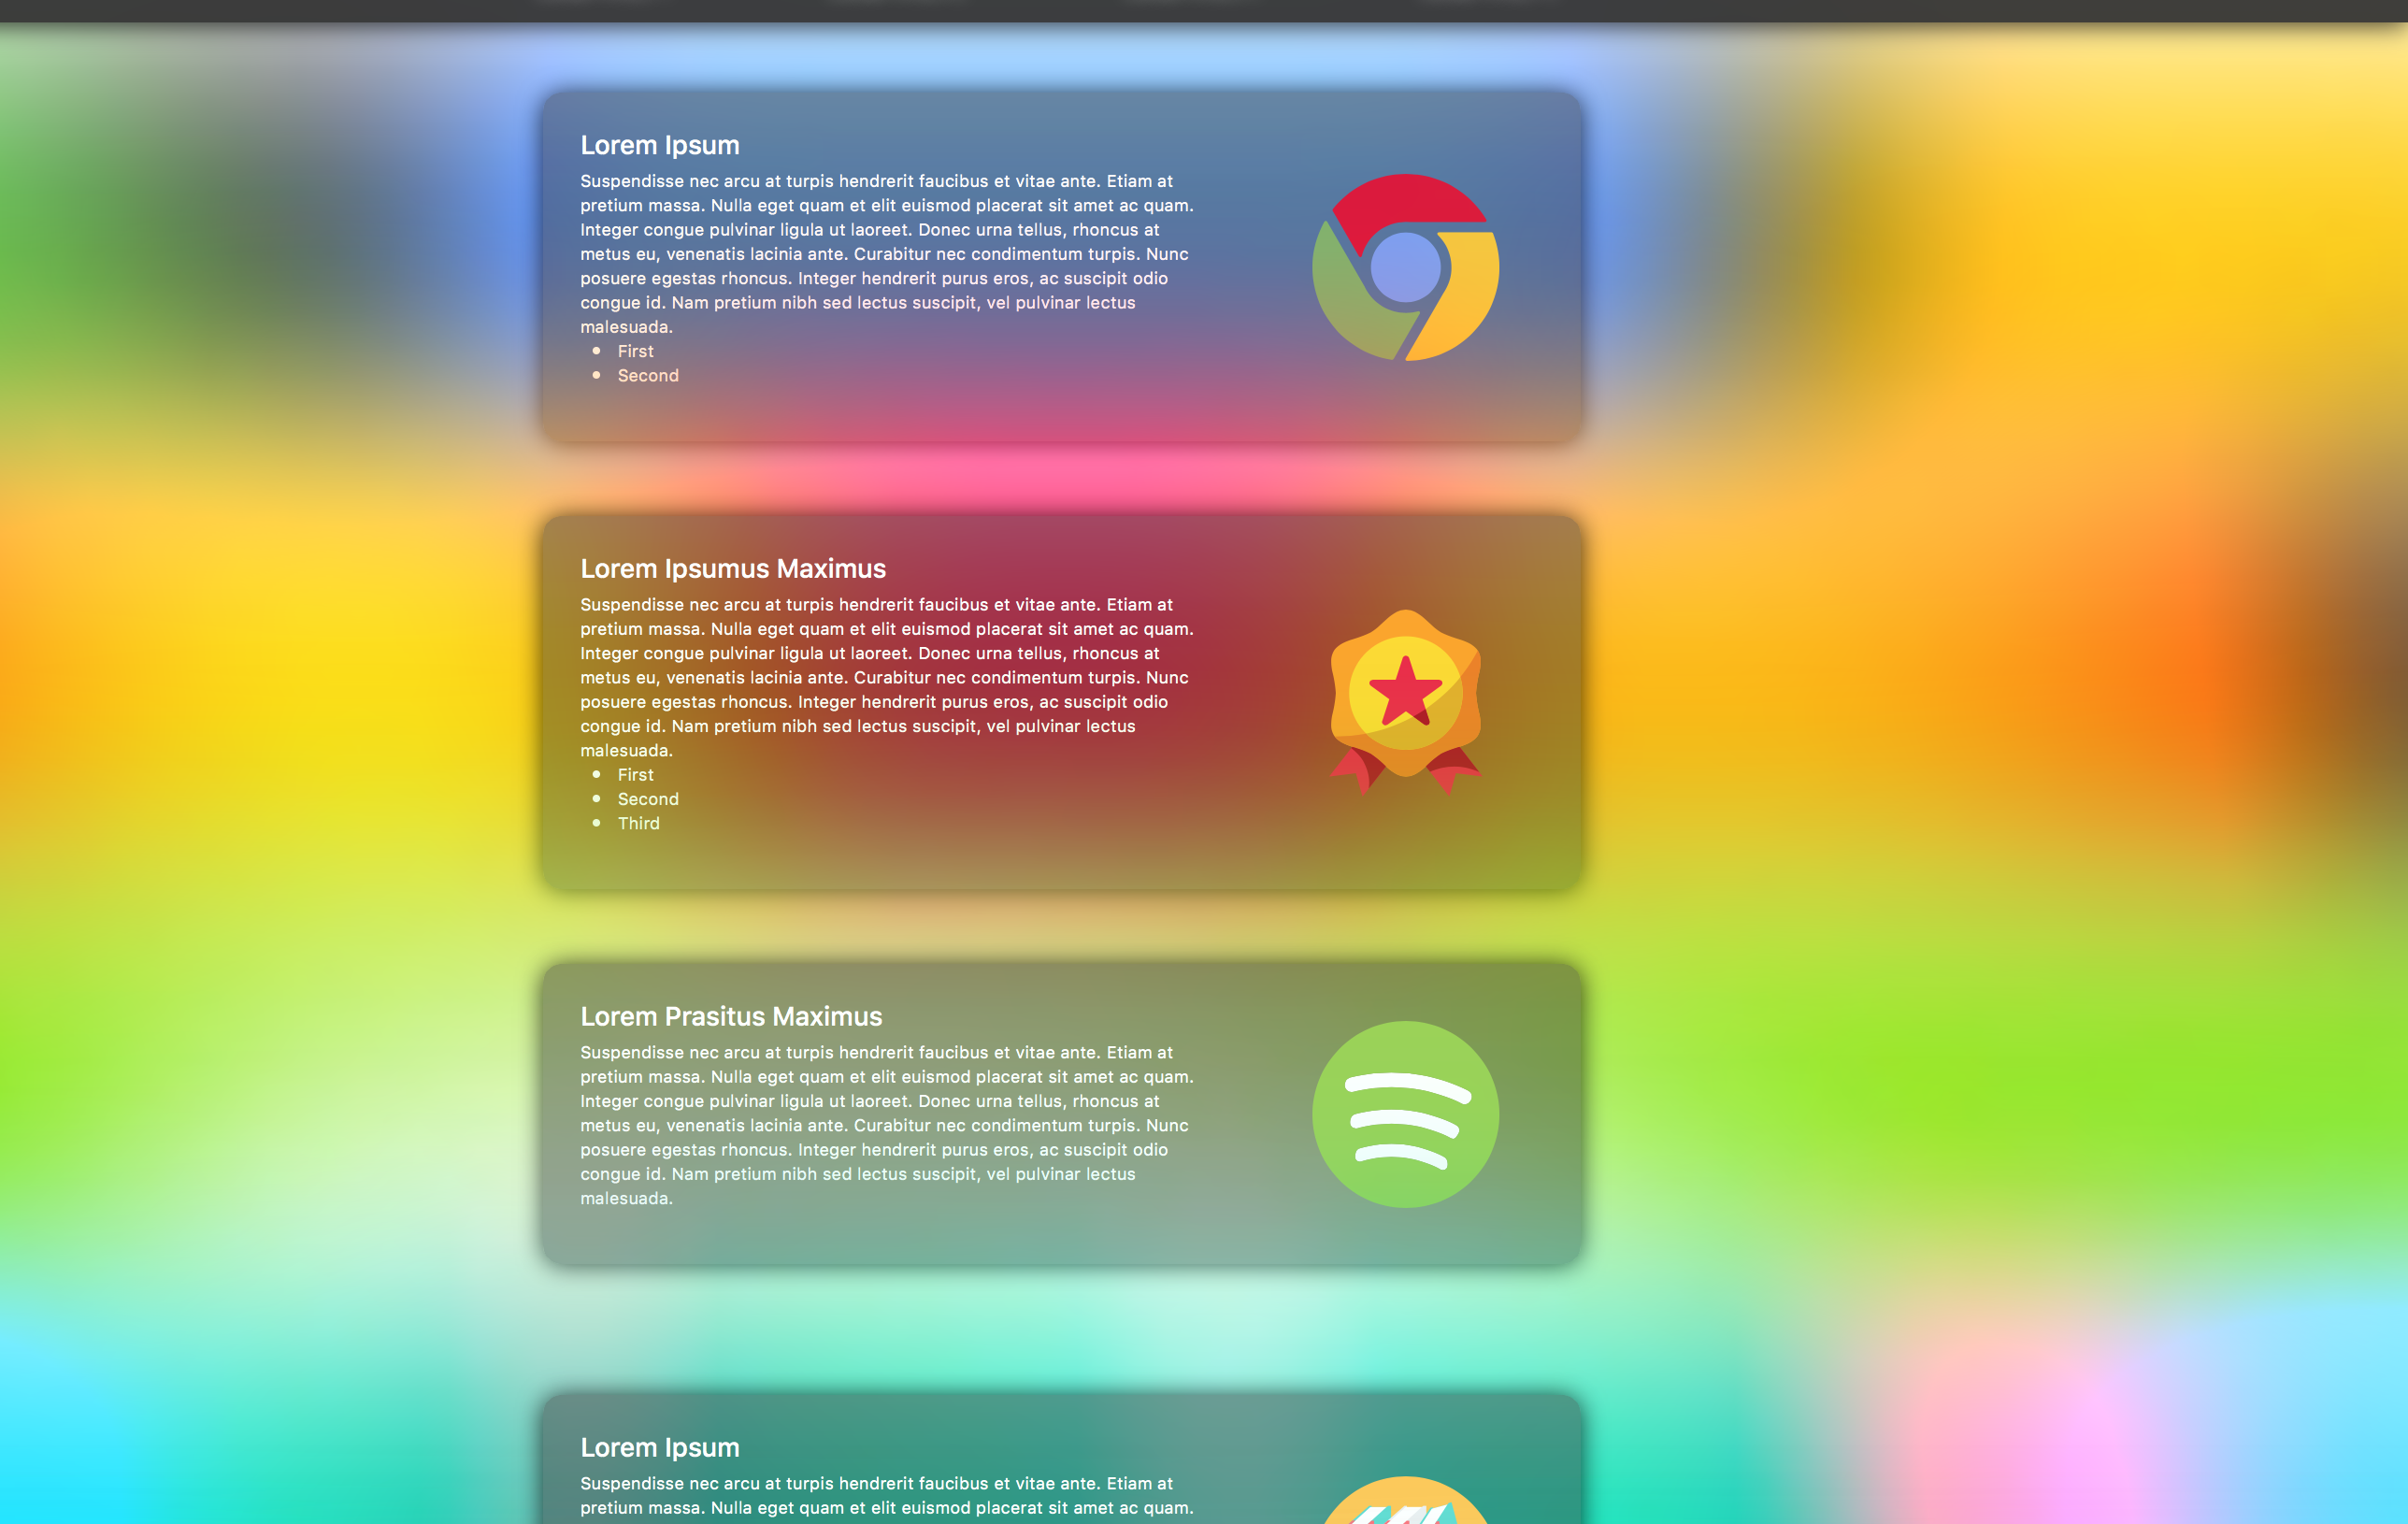 Lorem Ipsum
Suspendisse nec arcu at turpis hendrerit faucibus et vitae ante. Etiam at
pretium massa. Nulla eget quam et elit euismod placerat sit amet ac quam.
Integer congue pulvinar ligula ut laoreet. Donec urna tellus, rhoncus at
metus eu, venenatis lacinia ante. Curabitur nec condimentum turpis. Nunc
posuere egestas rhoncus. Integer hendrerit purus eros, ac suscipit odio
congue id. Nam pretium nibh sed lectus suscipit, vel pulvinar lectus
malesuada.
• First
• Second
Lorem Ipsumus Maximus
Suspendisse nec arcu at turpis hendrerit faucibus et vitae ante. Etiam at
pretium massa. Nulla eget quam et elit euismod placerat sit amet ac quam.
Integer congue pulvinar ligula ut laoreet. Donec urna tellus, rhoncus at
metus eu, venenatis lacinia ante. Curabitur nec condimentum turpis. Nunc
posuere egestas rhoncus. Integer hendrerit purus eros, ac suscipit odio
congue id. Nam pretium nibh sed lectus suscipit, vel pulvinar lectus
malesuada.
• First
• Second
• Third
Lorem Prasitus Maximus
Suspendisse nec arcu at turpis hendrerit faucibus et vitae ante. Etiam at
pretium massa. Nulla eget quam et elit euismod placerat sit amet ac quam.
Integer congue pulvinar ligula ut laoreet. Donec urna tellus, rhoncus at
metus eu, venenatis lacinia ante. Curabitur nec condimentum turpis. Nunc
posuere egestas rhoncus. Integer hendrerit purus eros, ac suscipit odio
congue id. Nam pretium nibh sed lectus suscipit, vel pulvinar lectus
malesuada.
Lorem Ipsum
Suspendisse nec arcu at turpis hendrerit faucibus et vitae ante. Etiam at
pretium massa. Nulla eget quam et elit euismod placerat sit amet ac quam.